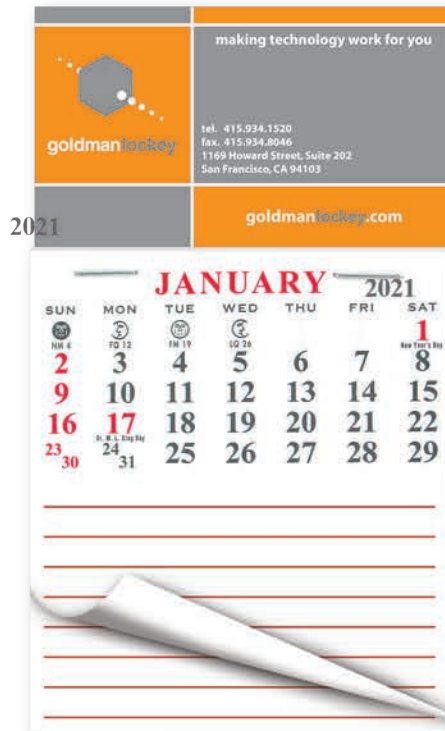 making technology work for you
goldmanlockey
tel. 415.934.1520
fax. 415.934.8046
1169 Howard Street, Suite 202
San Francisco, CA 94103
2021
goldmanlockey.com
JANUARY 2021
SUN MON TUE WED THU FRI SAT
NM 4 FQ 12 FM 19 LQ 26 1
New Year's Day
2 3 4 5 6 7 8
9 10 11 12 13 14 15
16 17 18 19 20 21 22
Dr. M. L. King Day
23 24 25 26 27 28 29
30 31